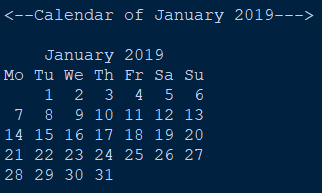 <--Calendar of January 2019--->
January 2019
Mo Tu We Th Fr Sa Su
1 2 3 4 5 6
7 8 9 10 11 12 13
14 15 16 17 18 19 20
21 22 23 24 25 26 27
28 29 30 31